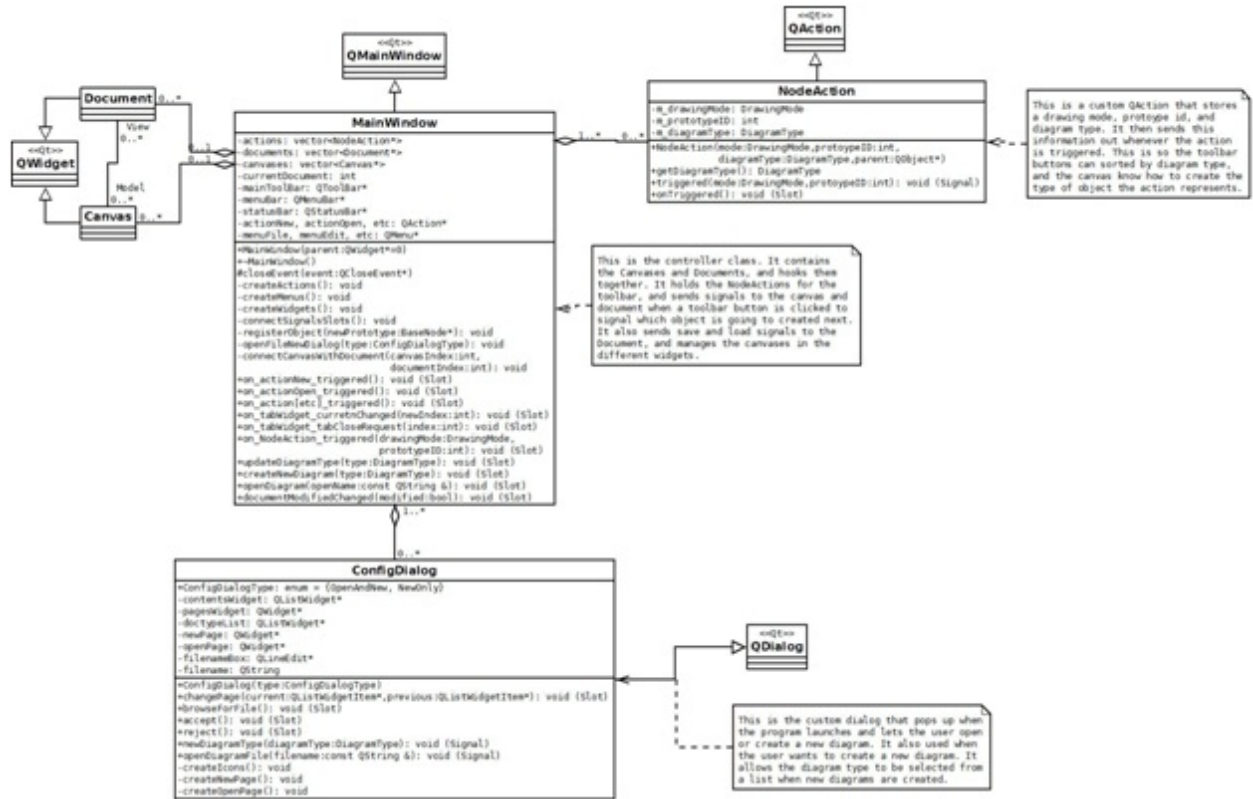 <<Qt>>
QAction
<<Qt>>
QMainWindow
Document
0..*
View
0..*
<<Qt>>
QWidget
Model
0..*
Canvas
0..*
0..1
0..1
MainWindow
-actions: vector<NodeAction*>
-documents: vector<Document*>
-canvases: vector<Canvas*>
-currentDocument: int
-mainToolBar: QToolBar*
-menuBar: QMenuBar*
-statusBar: QStatusBar*
-actionNew, actionOpen, etc: QAction*
-menuFile, menuEdit, etc: QMenu*
+MainWindow(parent:QWidget*=0)
+~MainWindow()
#closeEvent(event:QCloseEvent*)
-createActions(): void
-createMenus(): void
-createWidgets(): void
-connectSignalsSlots(): void
-registerObject(newPrototype:BaseNode*): void
-openFileNewDialog(type:ConfigDialogType): void
-connectCanvasWithDocument(canvasIndex:int,
documentIndex:int): void
+on_actionNew_triggered(): void (Slot)
+on_actionOpen_triggered(): void (Slot)
+on_action[etc]_triggered(): void (Slot)
+on_tabWidget_curretnChanged(newIndex:int): void (Slot)
+on_tabWidget_tabCloseRequest(index:int): void (Slot)
+on_NodeAction_triggered(drawingMode:DrawingMode,
prototypeID:int): void (Slot)
+updateDiagramType(type:DiagramType): void (Slot)
+createNewDiagram(type:DiagramType): void (Slot)
+openDiagram(openName:const QString &): void (Slot)
+documentModifiedChanged(modified:bool): void (Slot)
1..*
0..*
NodeAction
-m_drawingMode: DrawingMode
-m_prototypeID: int
-m_diagramType: DiagramType
+NodeAction(mode:DrawingMode,protoypeID:int,
diagramType:DiagramType,parent:QObject*)
+getDiagramType(): DiagramType
+triggered(mode:DrawingMode,protoypeID:int): void (Signal)
+onTriggered(): void (Slot)
This is a custom QAction that stores
a drawing mode, protoype id, and
diagram type. It then sends this
information out whenever the action
is triggered. This is so the toolbar
buttons can sorted by diagram type,
and the canvas know how to create the
type of object the action represents.
This is the controller class. It contains
the Canvases and Documents, and hooks them
together. It holds the NodeActions for the
toolbar, and sends signals to the canvas and
document when a toolbar button is clicked to
signal which object is going to created next.
It also sends save and load signals to the
Document, and manages the canvases in the
different widgets.
1..*
0..*
ConfigDialog
+ConfigDialogType: enum = (OpenAndNew, NewOnly)
-contentsWidget: QListWidget*
-pagesWidget: QWidget*
-doctypeList: QListWidget*
-newPage: QWidget*
-openPage: QWidget*
-filenameBox: QLineEdit*
-filename: QString
+ConfigDialog(type:ConfigDialogType)
+changePage(current:QListWidgetItem*,previous:QListWidgetItem*): void (Slot)
+browseForFile(): void (Slot)
+accept(): void (Slot)
+reject(): void (Slot)
+newDiagramType(diagramType:DiagramType): void (Signal)
+openDiagramFile(filename:const QString &): void (Signal)
-createIcons(): void
-createNewPage(): void
-createOpenPage(): void
<<Qt>>
QDialog
This is the custom dialog that pops up when
the program launches and lets the user open
or create a new diagram. It also used when
the user wants to create a new diagram. It
allows the diagram type to be selected from
a list when new diagrams are created.